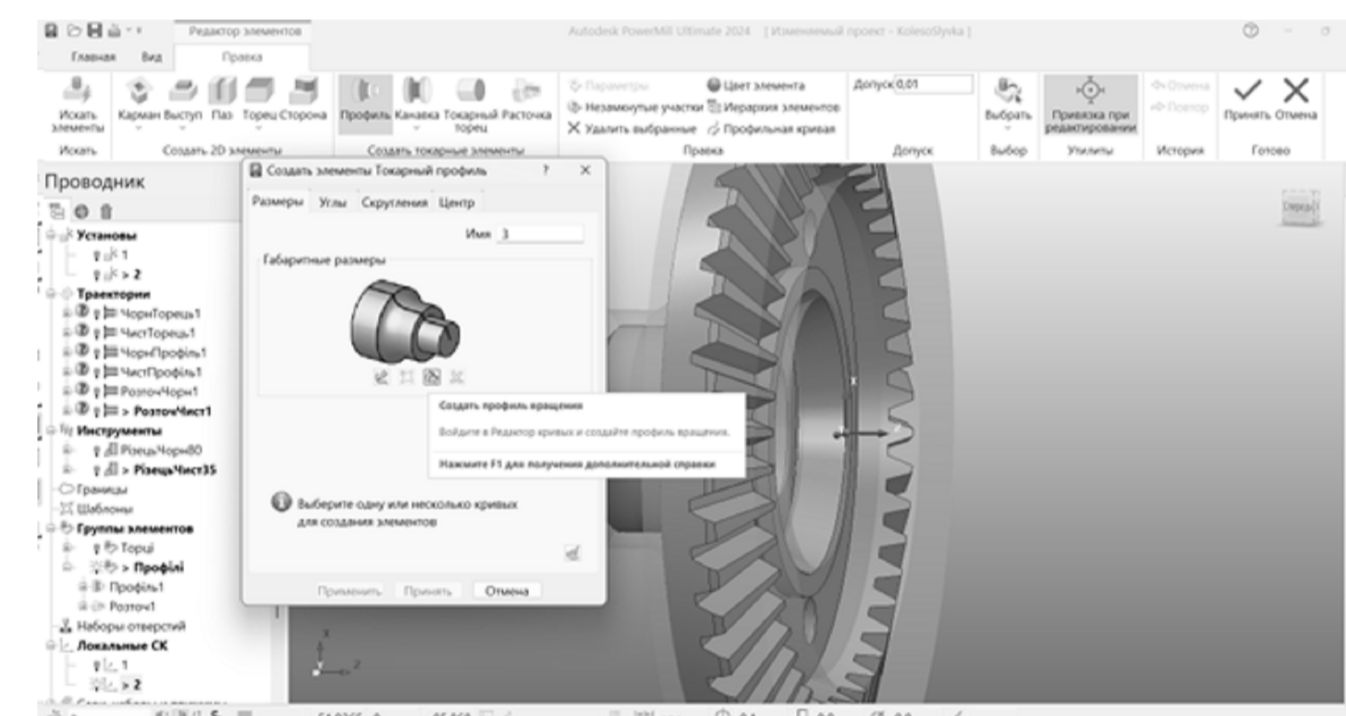 Редактор элементов
Autodesk PowerMill Ultimate 2024 [ Изменяемый проект - KolesoSlyvka ]
Главная Вид Правка
Искать элементы
Карман Выступ Паз Торец Сторона
Профиль Канавка Токарный торец Расточка
Параметры
Незамкнутые участки
Удалить выбранные
Цвет элемента
Иерархия элементов
Профильная кривая
Допуск 0,01
Выбрать
Привязка при редактировании
Отмена
Повтор
Принять Отмена
Искать Создать 2D элементы Создать токарные элементы Правка Допуск Выбор Утилиты История Готово
Проводник
Установы
1
> 2
Траектории
ЧорнТорець1
ЧистТорець1
ЧорнПрофіль1
ЧистПрофіль1
РозточЧорн1
> РозточЧист1
Инструменты
РізецьЧорн80
> РізецьЧист35
Границы
Шаблоны
Группы элементов
Торці
> Профілі
Профіль1
Розточ1
Наборы отверстий
Локальные СК
1
> 2
Создать элементы Токарный профиль ? X
Размеры Углы Скругления Центр
Имя 3
Габаритные размеры
Создать профиль вращения
Войдите в Редактор кривых и создайте профиль вращения.
Нажмите F1 для получения дополнительной справки
Выберите одну или несколько кривых
для создания элементов
Применить Принять Отмена
X
Z